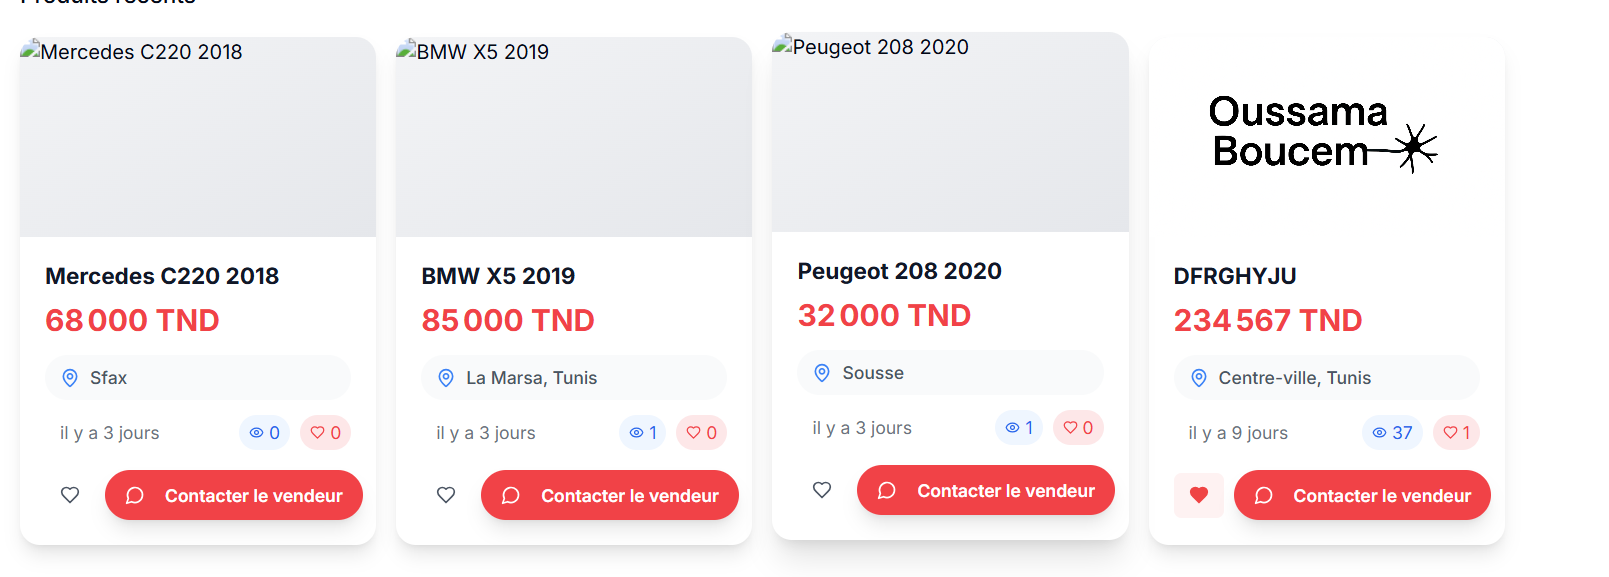 Produits récents
Mercedes C220 2018
BMW X5 2019
Peugeot 208 2020
Oussama
Boucem
Mercedes C220 2018
68 000 TND
Sfax
il y a 3 jours
0
0
Contacter le vendeur
BMW X5 2019
85 000 TND
La Marsa, Tunis
il y a 3 jours
1
0
Contacter le vendeur
Peugeot 208 2020
32 000 TND
Sousse
il y a 3 jours
1
0
Contacter le vendeur
DFRGHYJU
234 567 TND
Centre-ville, Tunis
il y a 9 jours
37
1
Contacter le vendeur